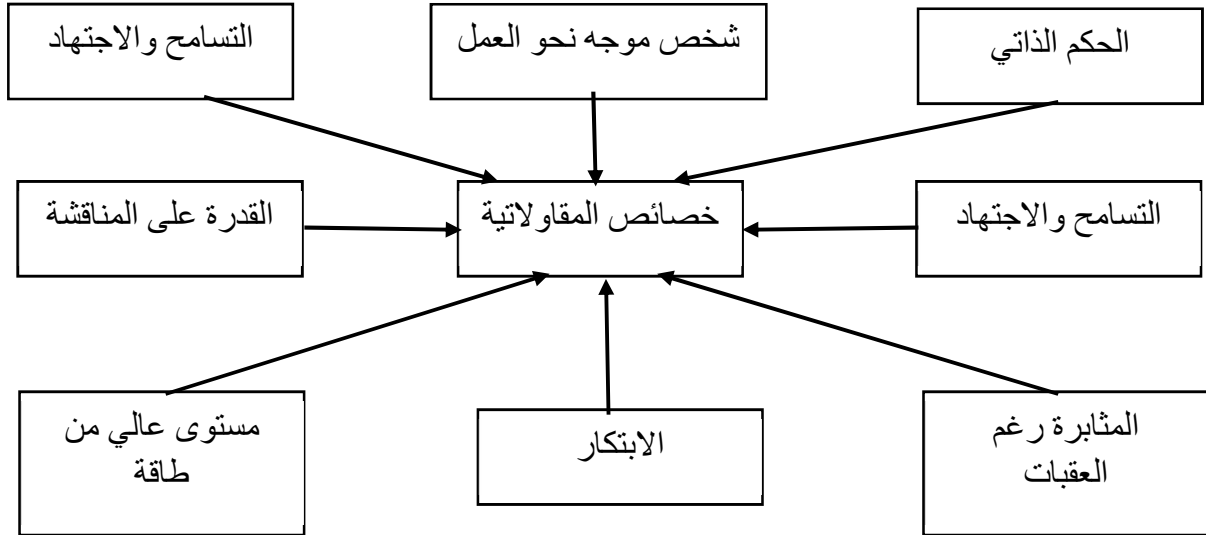 الحكم الذاتي
شخص موجه نحو العمل
التسامح والاجتهاد
التسامح والاجتهاد
خصائص المقاولاتية
القدرة على المناقشة
المثابرة رغم
العقبات
الابتكار
مستوى عالي من
طاقة